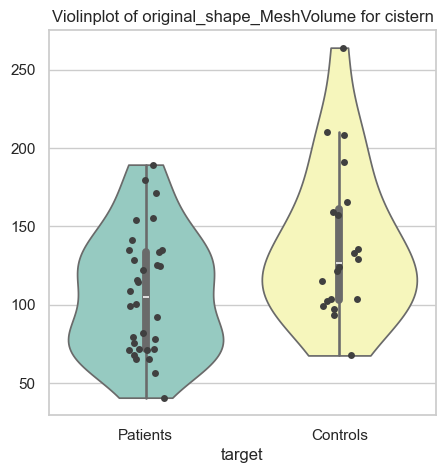 Violinplot of original_shape_MeshVolume for cistern
250
200
150
100
50
Patients
Controls
target